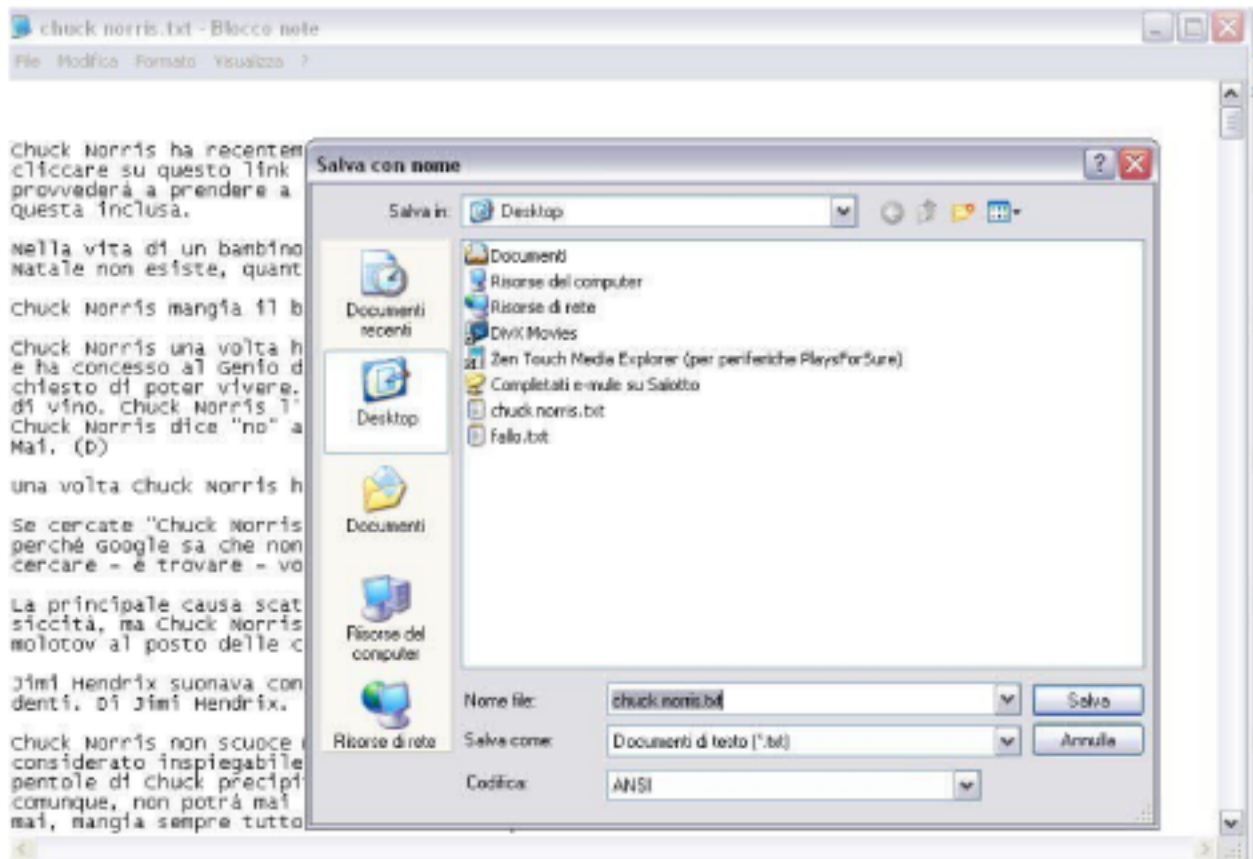 chuck norris.txt - Blocco note
File Modifica Formato Visualizza ?
Chuck Norris ha recentem
cliccare su questo link
provvederà a prendere a
questa inclusa.
Nella vita di un bambino
Natale non esiste, quant
Chuck Norris mangia il b
Chuck Norris una volta h
e ha concesso al Genio d
chiesto di poter vivere.
di vino. Chuck Norris l'
Chuck Norris dice "no" a
Mai. (D)
Una volta Chuck Norris h
Se cercate "Chuck Norris
perché Google sa che non
cercare - e trovare - vo
La principale causa scat
siccità, ma Chuck Norris
molotov al posto delle c
Jimi Hendrix suonava con
denti. Di Jimi Hendrix.
Chuck Norris non scuoce
considerato inspiegabile
pentole di Chuck precipi
comunque, non potrà mai
mai, mangia sempre tutto
Salva con nome
Salva in:
Desktop
Documenti recenti
Desktop
Documenti
Risorse del computer
Risorse di rete
Documenti
Risorse del computer
Risorse di rete
DivX Movies
Zen Touch Media Explorer (per periferiche PlaysForSure)
Completati e-mule su Salotto
chuck norris.txt
fallo.txt
Nome file:
chuck norris.txt
Salva
Salva come:
Documenti di testo (*.txt)
Annulla
Codifica:
ANSI